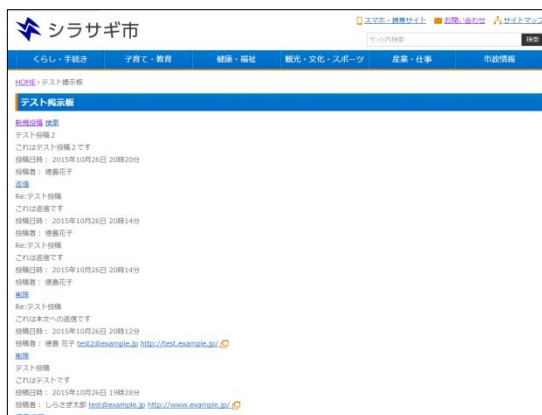 シラサギ市
スマホ・携帯サイト お問い合わせ サイトマップ
サイト内検索 検索
くらし・手続き 子育て・教育 健康・福祉 観光・文化・スポーツ 産業・仕事 市政情報
HOME › テスト掲示板
テスト掲示板
新規投稿 検索
テスト投稿2
これはテスト投稿2です
投稿日時： 2015年10月26日 20時20分
投稿者： 徳島花子
返信
Re:テスト投稿
これは返信です
投稿日時： 2015年10月26日 20時14分
投稿者： 徳島花子
Re:テスト投稿
これは返信です
投稿日時： 2015年10月26日 20時14分
投稿者： 徳島花子
削除
Re:テスト投稿
これは本文への返信です
投稿日時： 2015年10月26日 20時12分
投稿者： 徳島 花子 test2@example.jp http://test.example.jp/
削除
テスト投稿
これはテストです
投稿日時： 2015年10月26日 19時28分
投稿者： しらさぎ太郎 test@example.jp http://www.example.jp/